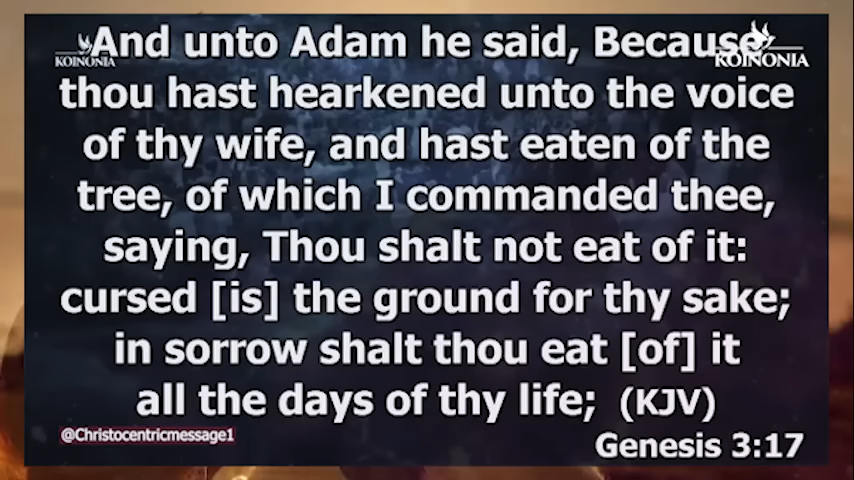 And unto Adam he said, Because
KOINONIA
KOINONIA
thou hast hearkened unto the voice
of thy wife, and hast eaten of the
tree, of which I commanded thee,
saying, Thou shalt not eat of it:
cursed [is] the ground for thy sake;
in sorrow shalt thou eat [of] it
all the days of thy life; (KJV)
@Christocentricmessage1
Genesis 3:17